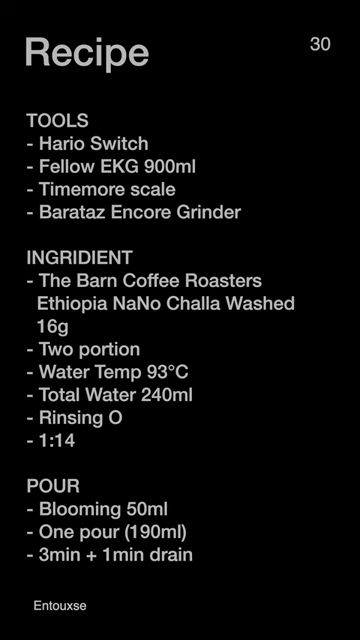 Recipe
30
TOOLS
- Hario Switch
- Fellow EKG 900ml
- Timemore scale
- Barataz Encore Grinder
INGRIDIENT
- The Barn Coffee Roasters
Ethiopia NaNo Challa Washed
16g
- Two portion
- Water Temp 93°C
- Total Water 240ml
- Rinsing O
- 1:14
POUR
- Blooming 50ml
- One pour (190ml)
- 3min + 1min drain
Entouxse